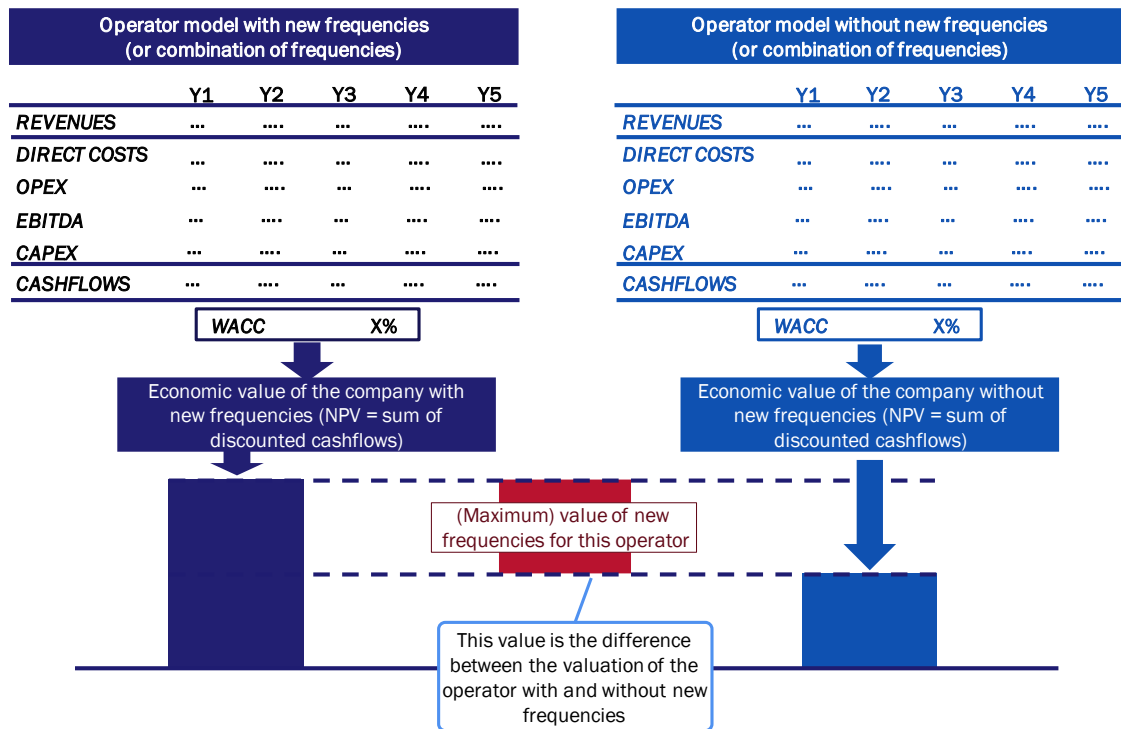 Operator model with new frequencies
(or combination of frequencies)
Y1 Y2 Y3 Y4 Y5
REVENUES ... .... ... .... ....
DIRECT COSTS ... .... ... .... ....
OPEX ... .... ... .... ....
EBITDA ... .... ... .... ....
CAPEX ... .... ... .... ....
CASHFLOWS ... .... ... .... ....
WACC X%
Economic value of the company with
new frequencies (NPV = sum of
discounted cashflows)
Operator model without new frequencies
(or combination of frequencies)
Y1 Y2 Y3 Y4 Y5
REVENUES ... .... ... .... ....
DIRECT COSTS ... .... ... .... ....
OPEX ... .... ... .... ....
EBITDA ... .... ... .... ....
CAPEX ... .... ... .... ....
CASHFLOWS ... .... ... .... ....
WACC X%
Economic value of the company without
new frequencies (NPV = sum of
discounted cashflows)
(Maximum) value of new
frequencies for this operator
This value is the difference
between the valuation of the
operator with and without new
frequencies